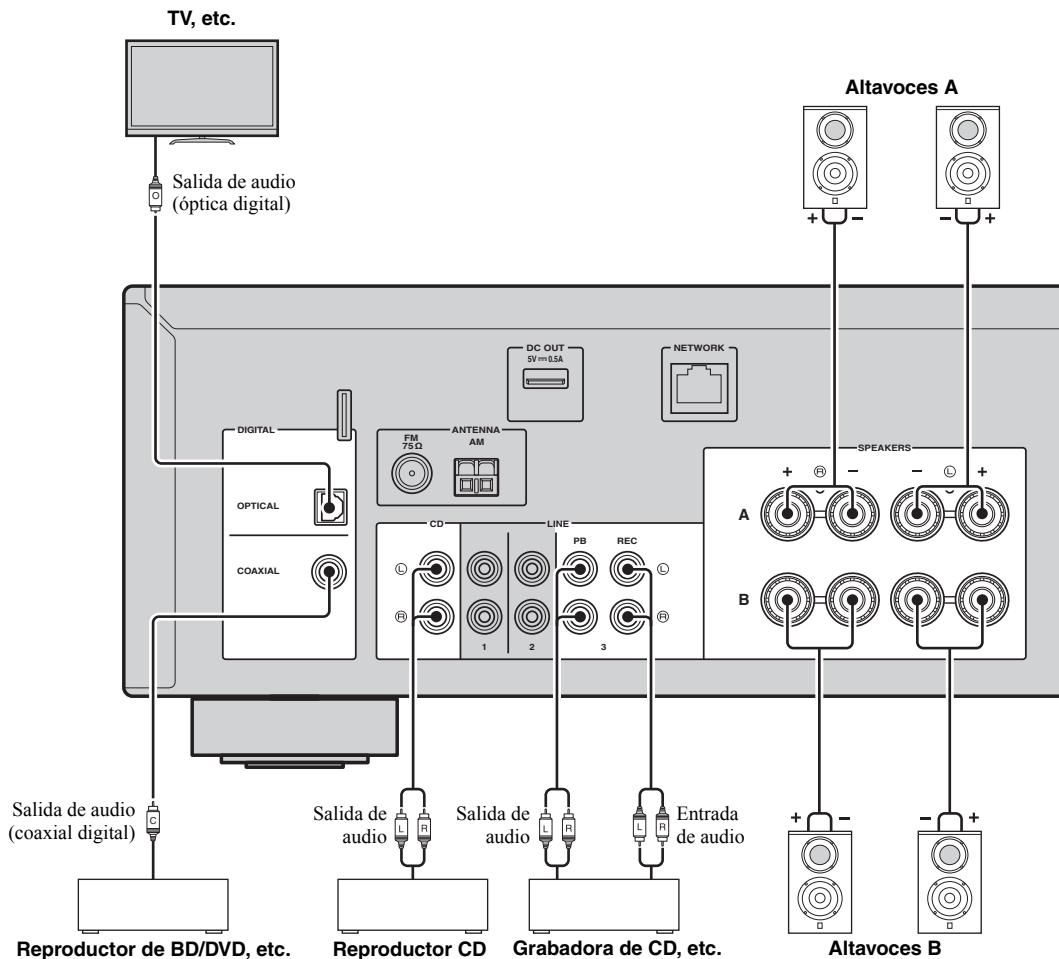 TV, etc.
Altavoces A
Salida de audio
(óptica digital)
O
+ − − +
DC OUT
5V ⎓ 0.5A
NETWORK
DIGITAL
FM
75Ω
ANTENNA
AM
SPEAKERS
+ R − − L +
OPTICAL
A
CD
LINE
PB
REC
COAXIAL
L
L
B
R
R
1
2
3
Salida de audio
(coaxial digital)
C
Salida de
audio
L R
Salida de
audio
L R
L R
Entrada
de audio
+ − − +
Reproductor de BD/DVD, etc.
Reproductor CD
Grabadora de CD, etc.
Altavoces B